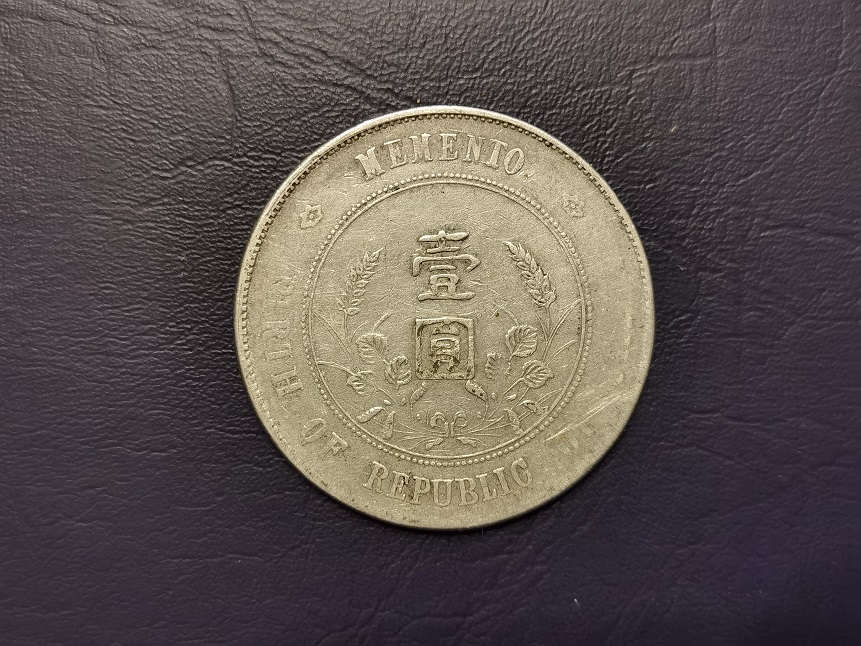 MEMENTO
壹
圓
BIRTH OF REPUBLIC